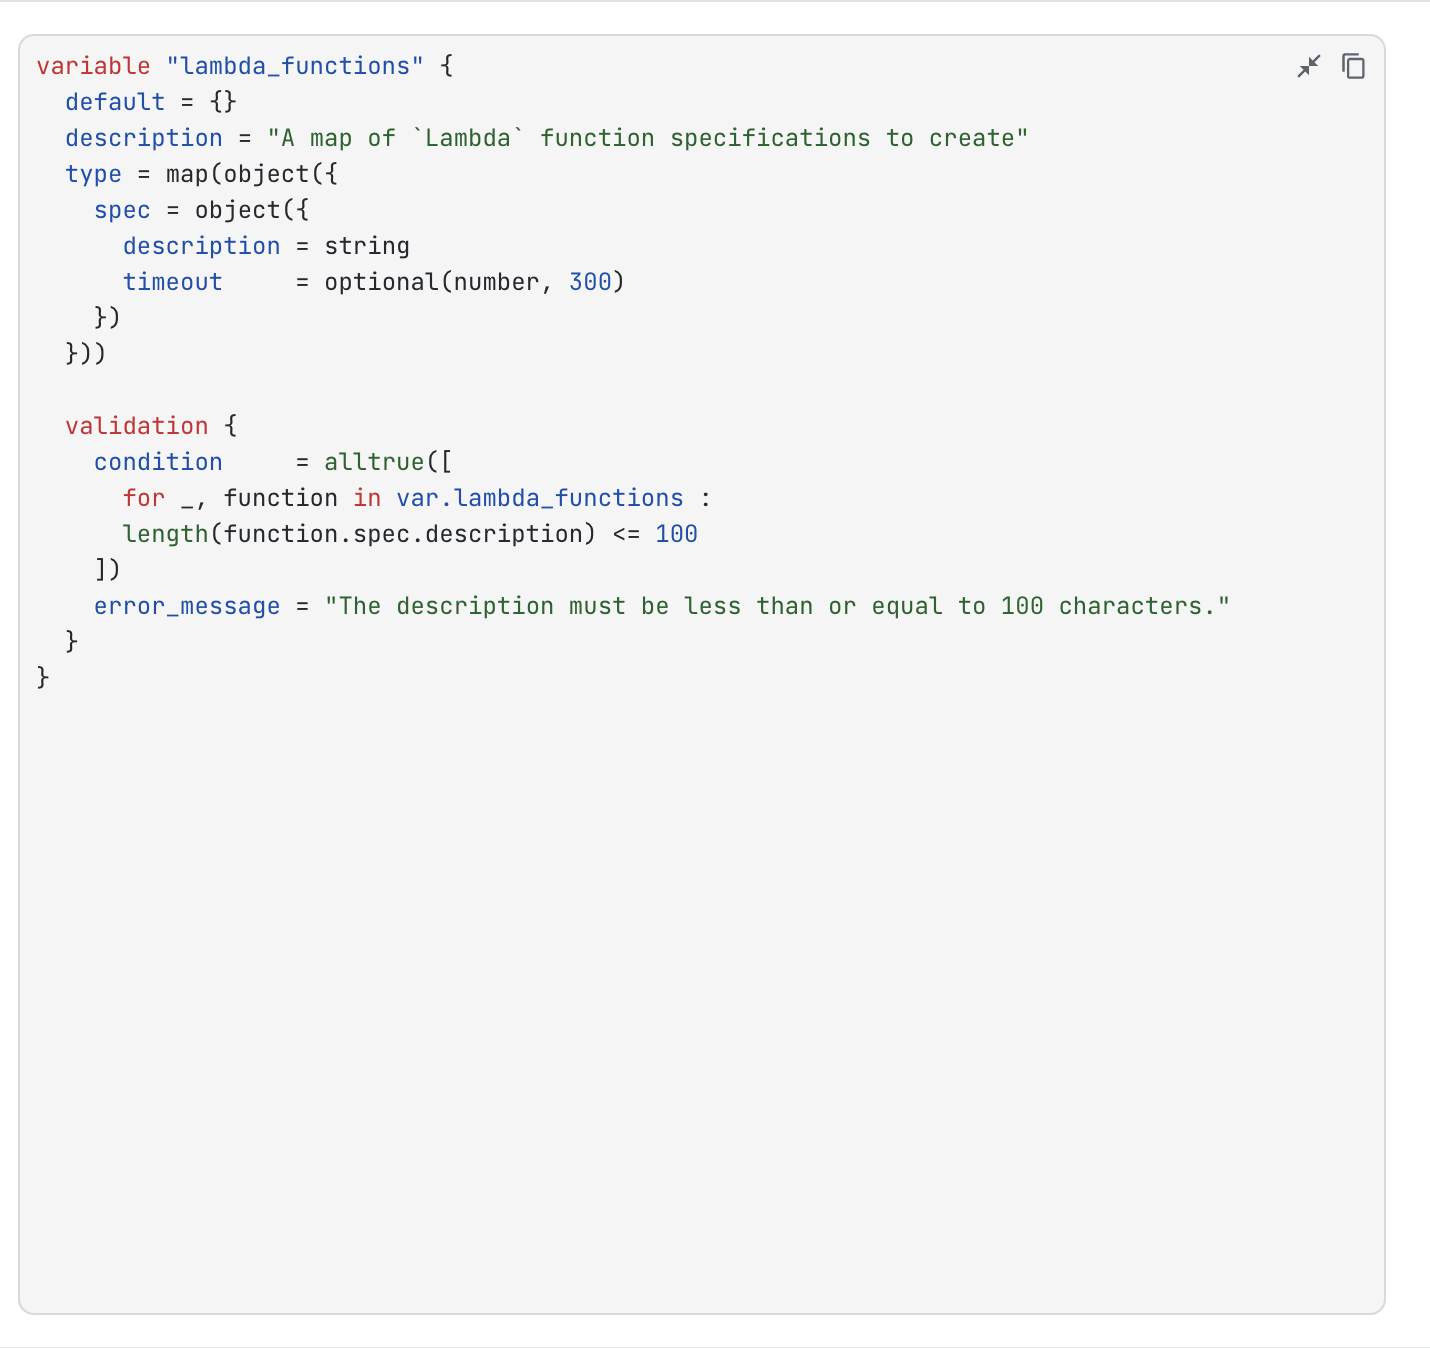 variable "lambda_functions" {
  default = {}
  description = "A map of `Lambda` function specifications to create"
  type = map(object({
    spec = object({
      description = string
      timeout     = optional(number, 300)
    })
  }))

  validation {
    condition     = alltrue([
      for _, function in var.lambda_functions :
      length(function.spec.description) <= 100
    ])
    error_message = "The description must be less than or equal to 100 characters."
  }
}